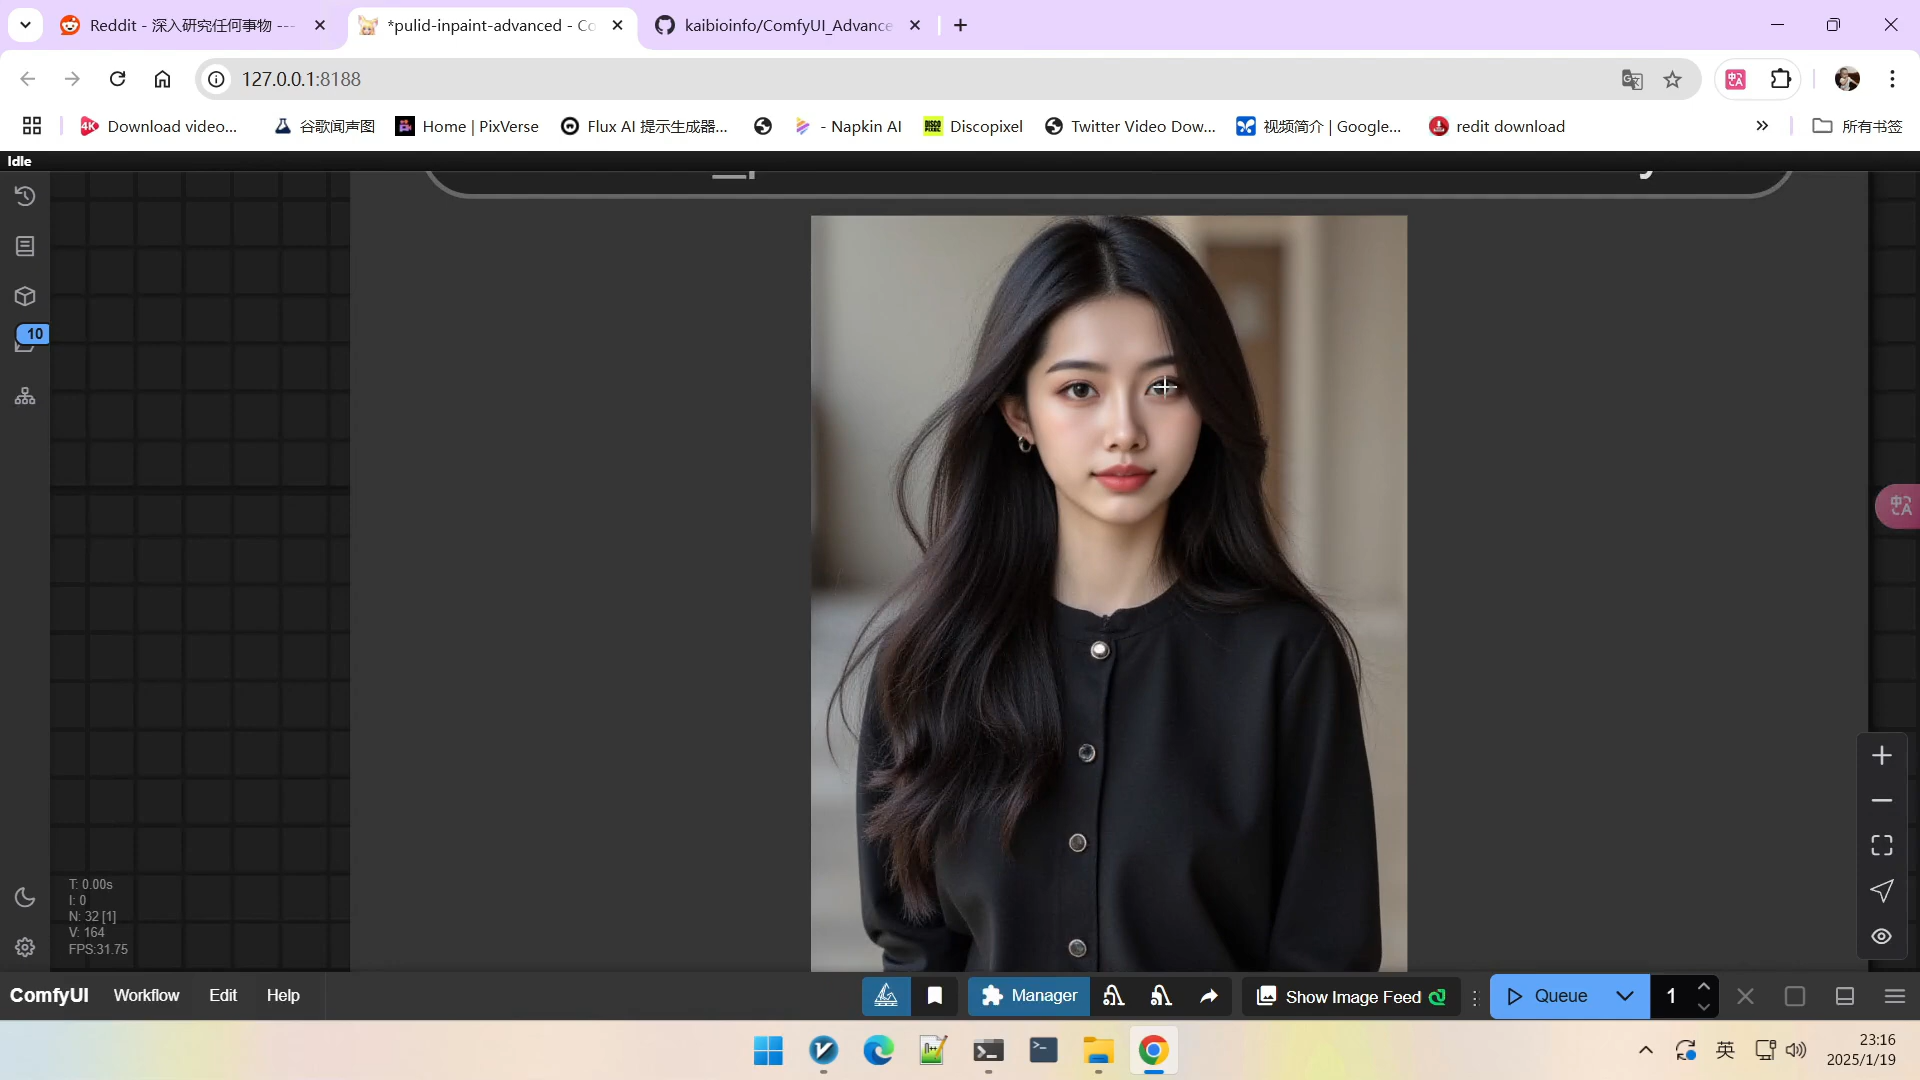 Reddit - 深入研究任何事物 ---
*pulid-inpaint-advanced - Co
kaibioinfo/ComfyUI_Advance
127.0.0.1:8188
Download video...
谷歌闻声图
Home | PixVerse
Flux AI 提示生成器...
- Napkin AI
Discopixel
Twitter Video Dow...
视频简介 | Google...
redit download
所有书签
Idle
10
T: 0.00s
I: 0
N: 32 [1]
V: 164
FPS:31.75
ComfyUI
Workflow
Edit
Help
Manager
Show Image Feed
Queue
1
英
23:16
2025/1/19